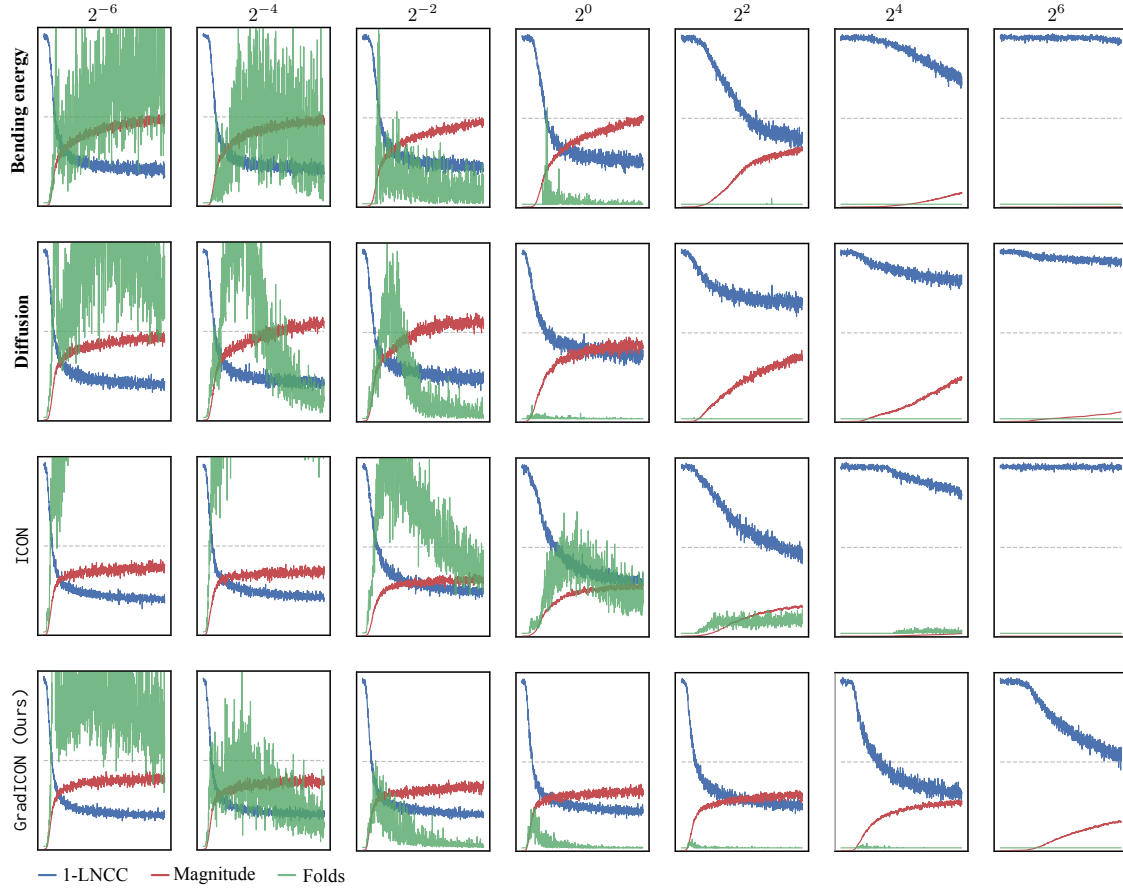 2^-6 2^-4 2^-2 2^0 2^2 2^4 2^6
Bending energy
Diffusion
ICON
GradICON (Ours)
1-LNCC Magnitude Folds